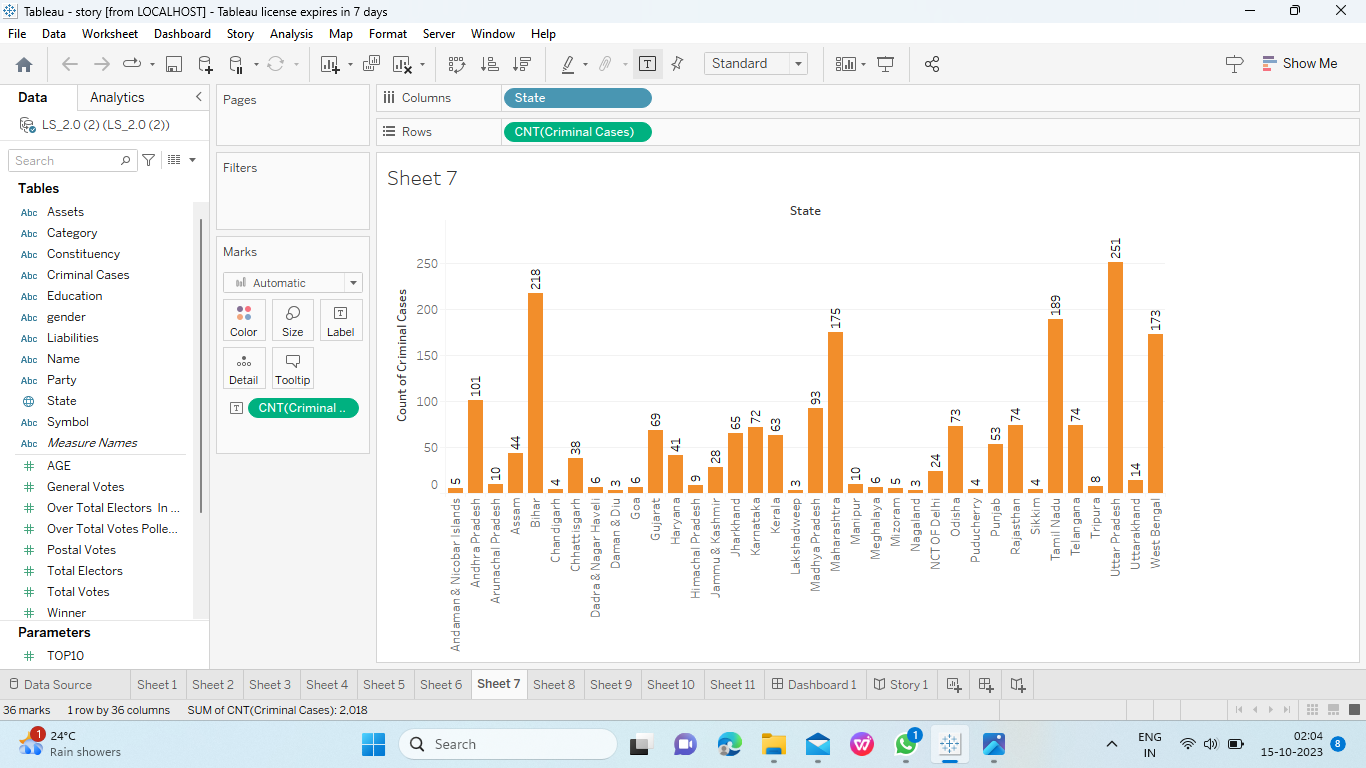 Tableau - story [from LOCALHOST] - Tableau license expires in 7 days
File Data Worksheet Dashboard Story Analysis Map Format Server Window Help
Standard
Show Me
Data Analytics
LS_2.0 (2) (LS_2.0 (2))
Search
Tables
Abc Assets
Abc Category
Abc Constituency
Abc Criminal Cases
Abc Education
Abc gender
Abc Liabilities
Abc Name
Abc Party
State
Abc Symbol
Abc Measure Names
# AGE
# General Votes
# Over Total Electors In ...
# Over Total Votes Polle...
# Postal Votes
# Total Electors
# Total Votes
# Winner
Parameters
# TOP10
Pages
Filters
Marks
Automatic
Color Size Label
Detail Tooltip
CNT(Criminal ..
Columns State
Rows CNT(Criminal Cases)
Sheet 7
State
Count of Criminal Cases
250
200
150
100
50
0
5 101 10 44 218 4 38 6 3 6 69 41 9 28 65 72 63 3 93 175 10 6 5 3 24 73 4 53 74 4 189 74 8 251 14 173
Andaman & Nicobar Islands
Andhra Pradesh
Arunachal Pradesh
Assam
Bihar
Chandigarh
Chhattisgarh
Dadra & Nagar Haveli
Daman & Diu
Goa
Gujarat
Haryana
Himachal Pradesh
Jammu & Kashmir
Jharkhand
Karnataka
Kerala
Lakshadweep
Madhya Pradesh
Maharashtra
Manipur
Meghalaya
Mizoram
Nagaland
NCT OF Delhi
Odisha
Puducherry
Punjab
Rajasthan
Sikkim
Tamil Nadu
Telangana
Tripura
Uttar Pradesh
Uttarakhand
West Bengal
Data Source Sheet 1 Sheet 2 Sheet 3 Sheet 4 Sheet 5 Sheet 6 Sheet 7 Sheet 8 Sheet 9 Sheet 10 Sheet 11 Dashboard 1 Story 1
36 marks 1 row by 36 columns SUM of CNT(Criminal Cases): 2,018
1
24°C
Rain showers
Search
1
ENG
IN
02:04
15-10-2023
8